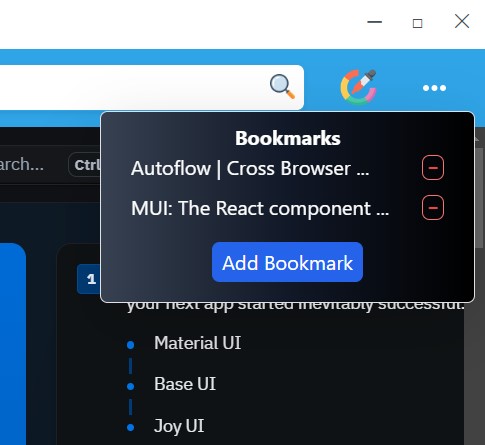 arch...
Ctrl
Bookmarks
Autoflow | Cross Browser ...
MUI: The React component ...
Add Bookmark
1
your next app started inevitably successful.
Material UI
Base UI
Joy UI